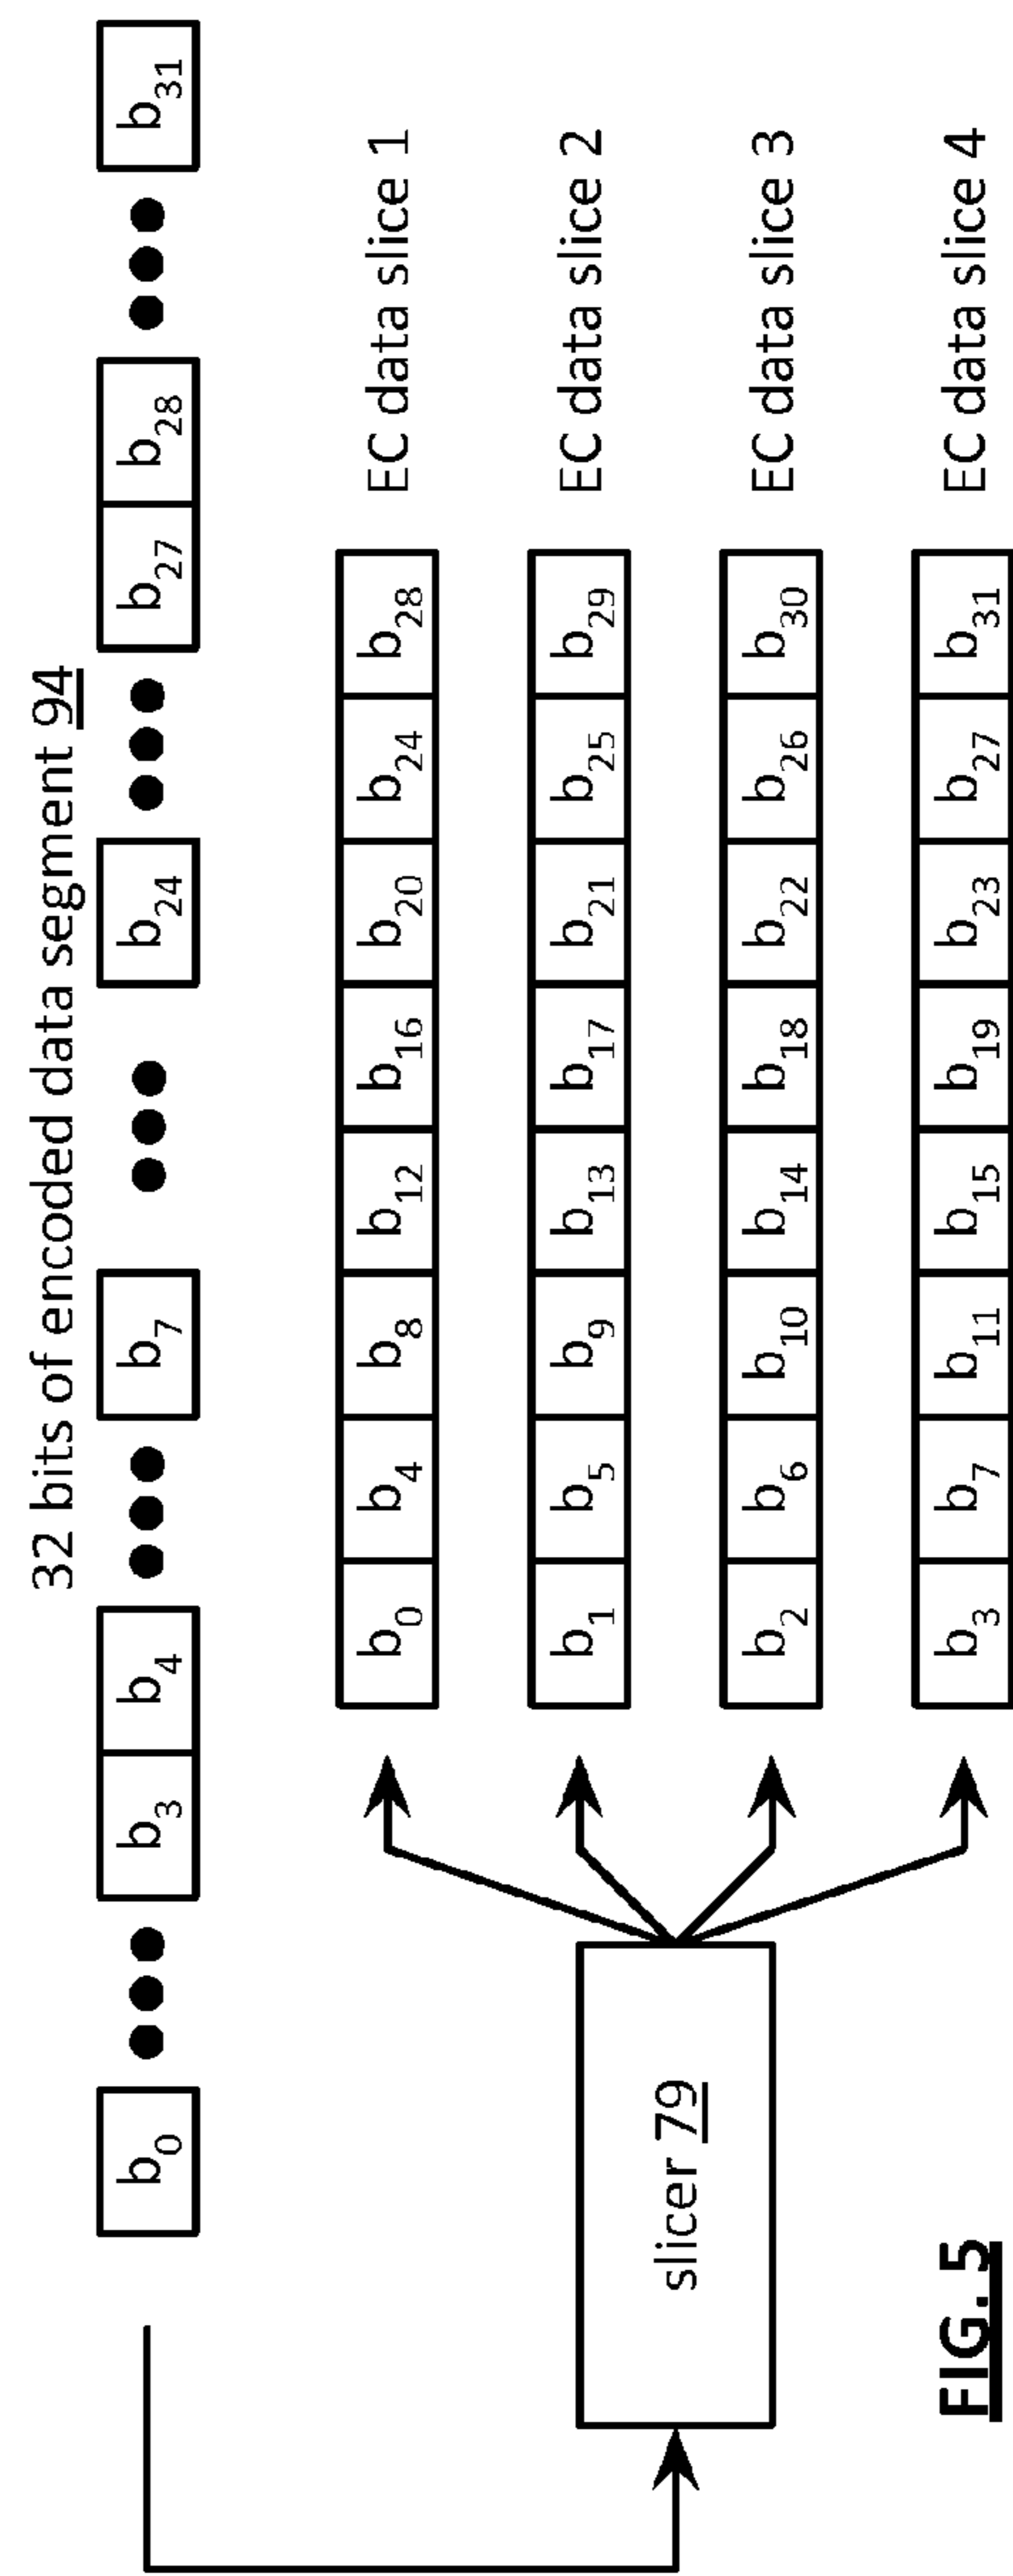 32 bits of encoded data segment 94
b0 b3 b4 b7 b24 b27 b28 b31
b0 b4 b8 b12 b16 b20 b24 b28 EC data slice 1
b1 b5 b9 b13 b17 b21 b25 b29 EC data slice 2
slicer 79
b2 b6 b10 b14 b18 b22 b26 b30 EC data slice 3
b3 b7 b11 b15 b19 b23 b27 b31 EC data slice 4
FIG. 5